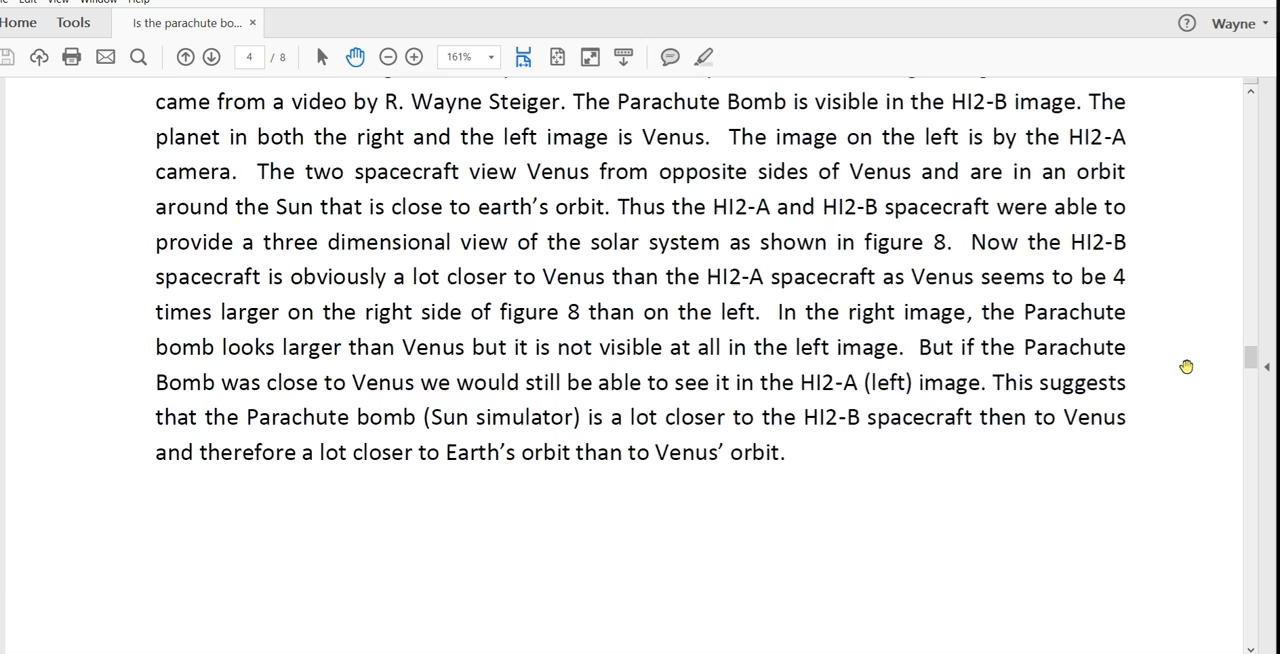 Home Tools Is the parachute bo... × Wayne
4 / 8 161%
came from a video by R. Wayne Steiger. The Parachute Bomb is visible in the HI2-B image. The
planet in both the right and the left image is Venus. The image on the left is by the HI2-A
camera. The two spacecraft view Venus from opposite sides of Venus and are in an orbit
around the Sun that is close to earth's orbit. Thus the HI2-A and HI2-B spacecraft were able to
provide a three dimensional view of the solar system as shown in figure 8. Now the HI2-B
spacecraft is obviously a lot closer to Venus than the HI2-A spacecraft as Venus seems to be 4
times larger on the right side of figure 8 than on the left. In the right image, the Parachute
bomb looks larger than Venus but it is not visible at all in the left image. But if the Parachute
Bomb was close to Venus we would still be able to see it in the HI2-A (left) image. This suggests
that the Parachute bomb (Sun simulator) is a lot closer to the HI2-B spacecraft then to Venus
and therefore a lot closer to Earth's orbit than to Venus' orbit.